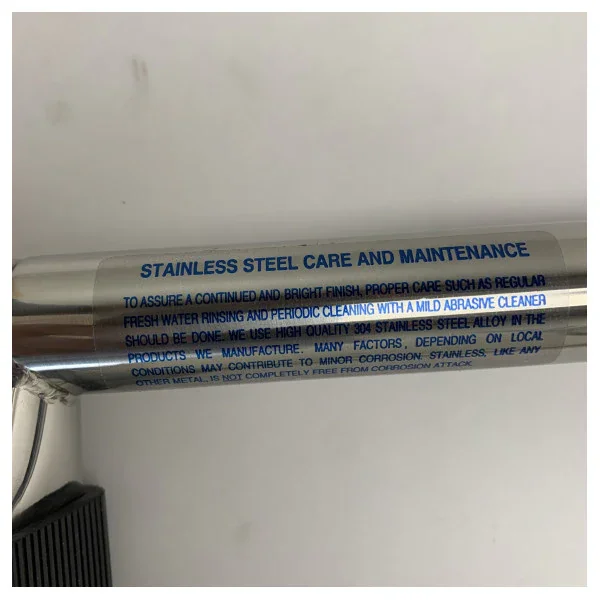 STAINLESS STEEL CARE AND MAINTENANCE
TO ASSURE A CONTINUED AND BRIGHT FINISH, PROPER CARE SUCH AS REGULAR
FRESH WATER RINSING AND PERIODIC CLEANING WITH A MILD ABRASIVE CLEANER
SHOULD BE DONE. WE USE HIGH QUALITY 304 STAINLESS STEEL ALLOY IN THE
PRODUCTS WE MANUFACTURE. MANY FACTORS, DEPENDING ON LOCAL
CONDITIONS MAY CONTRIBUTE TO MINOR CORROSION. STAINLESS, LIKE ANY
OTHER METAL, IS NOT COMPLETELY FREE FROM CORROSION ATTACK.